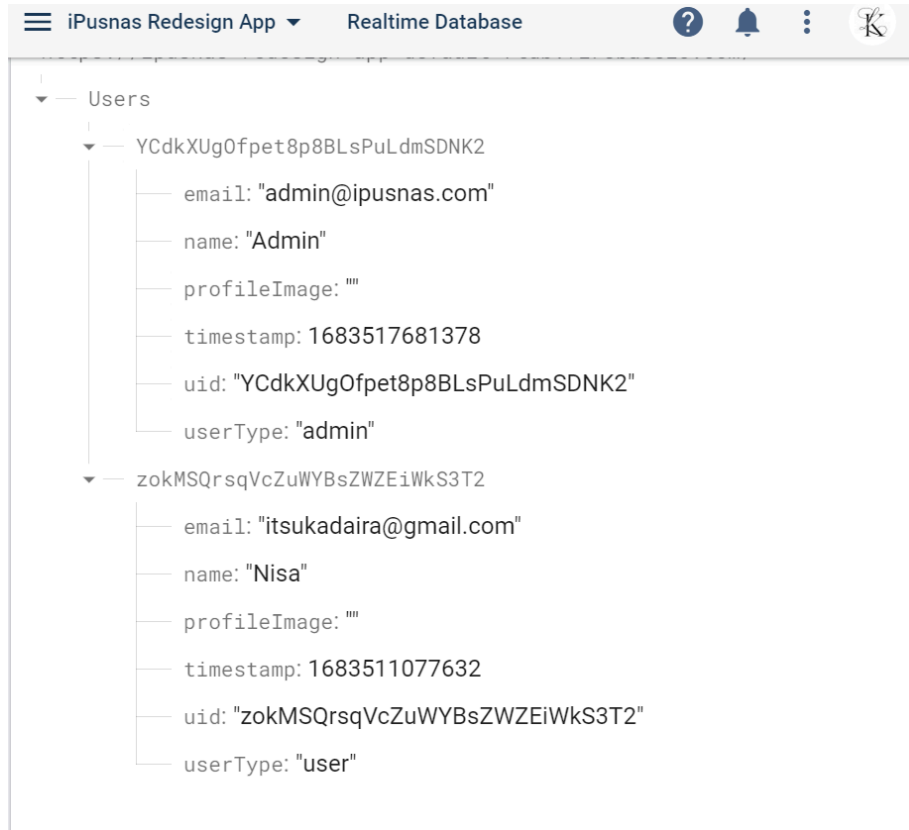 iPusnas Redesign App Realtime Database
Users
YCdkXUgOfpet8p8BLsPuLdmSDNK2
email: "admin@ipusnas.com"
name: "Admin"
profileImage: ""
timestamp: 1683517681378
uid: "YCdkXUgOfpet8p8BLsPuLdmSDNK2"
userType: "admin"
zokMSQrsqVcZuWYBsZWZEiWkS3T2
email: "itsukadaira@gmail.com"
name: "Nisa"
profileImage: ""
timestamp: 1683511077632
uid: "zokMSQrsqVcZuWYBsZWZEiWkS3T2"
userType: "user"